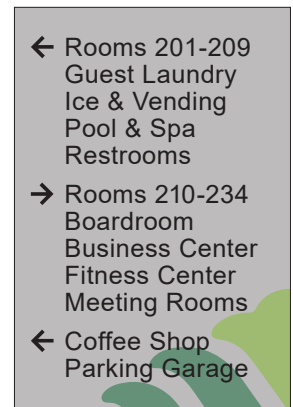 ← Rooms 201-209
Guest Laundry
Ice & Vending
Pool & Spa
Restrooms
→ Rooms 210-234
Boardroom
Business Center
Fitness Center
Meeting Rooms
← Coffee Shop
Parking Garage